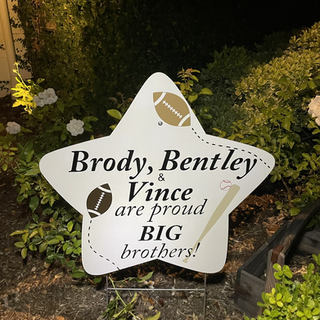 Brody, Bentley
&
Vince
are proud
BIG
brothers!